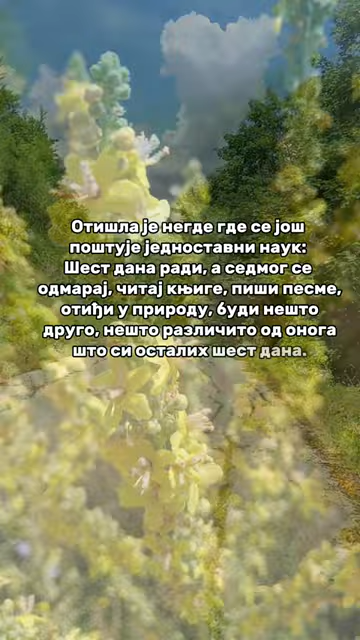 Отишла је негде где се још
поштује једноставни наук:
Шест дана ради, а седмог се
одмарај, читај књиге, пиши песме,
отиђи у природу, буди нешто
друго, нешто различито од онога
што си осталих шест дана.